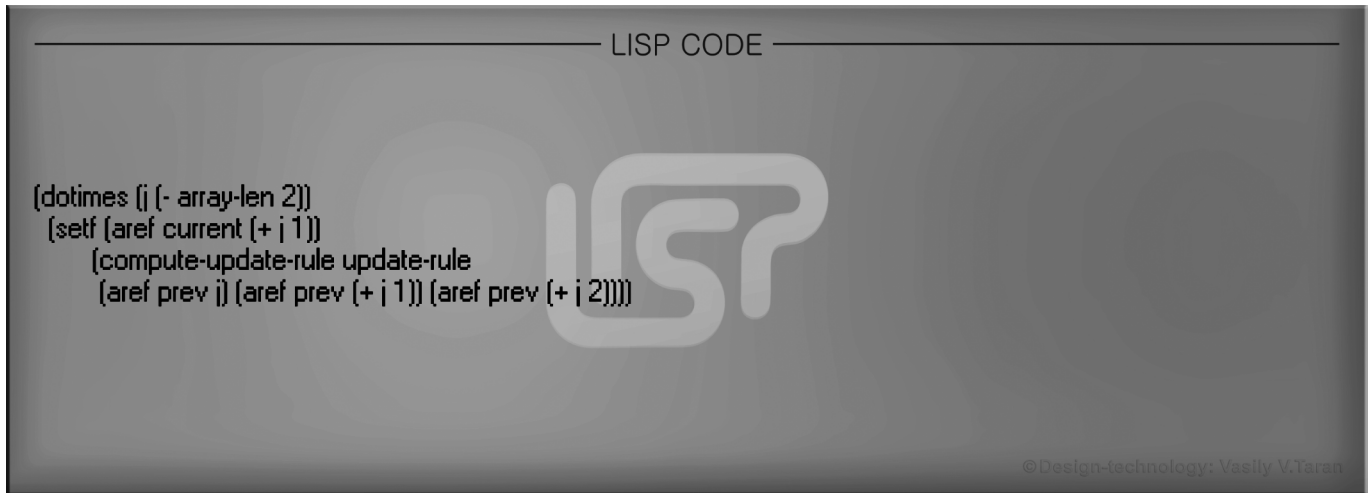 LISP CODE
(dotimes (j (- array-len 2))
(setf (aref current (+ j 1))
(compute-update-rule update-rule
(aref prev j) (aref prev (+ j 1)) (aref prev (+ j 2))))
LISP
©Design-technology: Vasily V.Taran